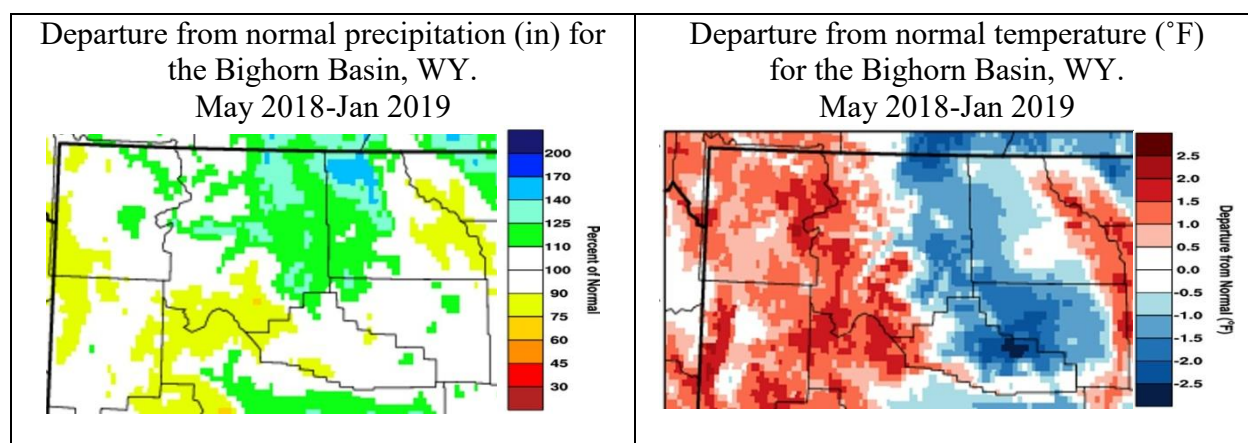 Departure from normal precipitation (in) for
the Bighorn Basin, WY.
May 2018-Jan 2019
200
170
140
125
110
100
90
75
60
45
30
Percent of Normal
Departure from normal temperature (˚F)
for the Bighorn Basin, WY.
May 2018-Jan 2019
2.5
2.0
1.5
1.0
0.5
0.0
-0.5
-1.0
-1.5
-2.0
-2.5
Departure from Normal (°F)